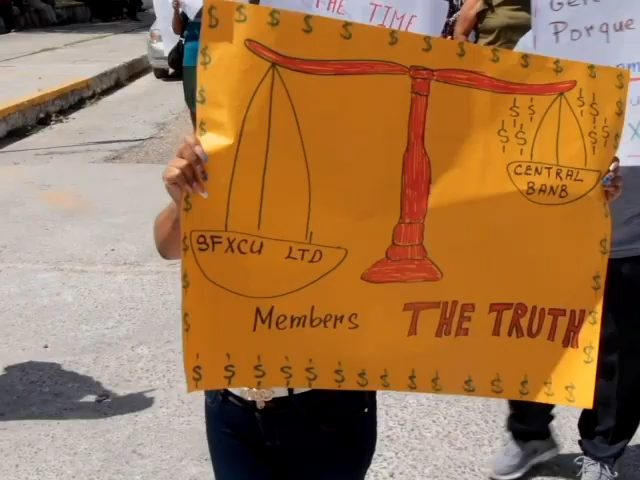 THE TIME
Porque
CENTRAL
BANB
SFXCU LTD
Members
THE TRUTH